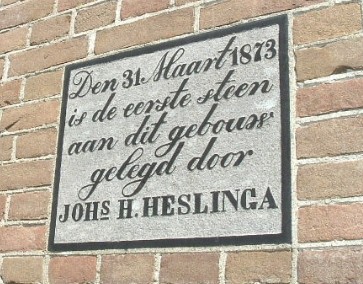 Den 31 Maart 1873
is de eerste steen
aan dit gebouw
gelegd door
JOHS H. HESLINGA